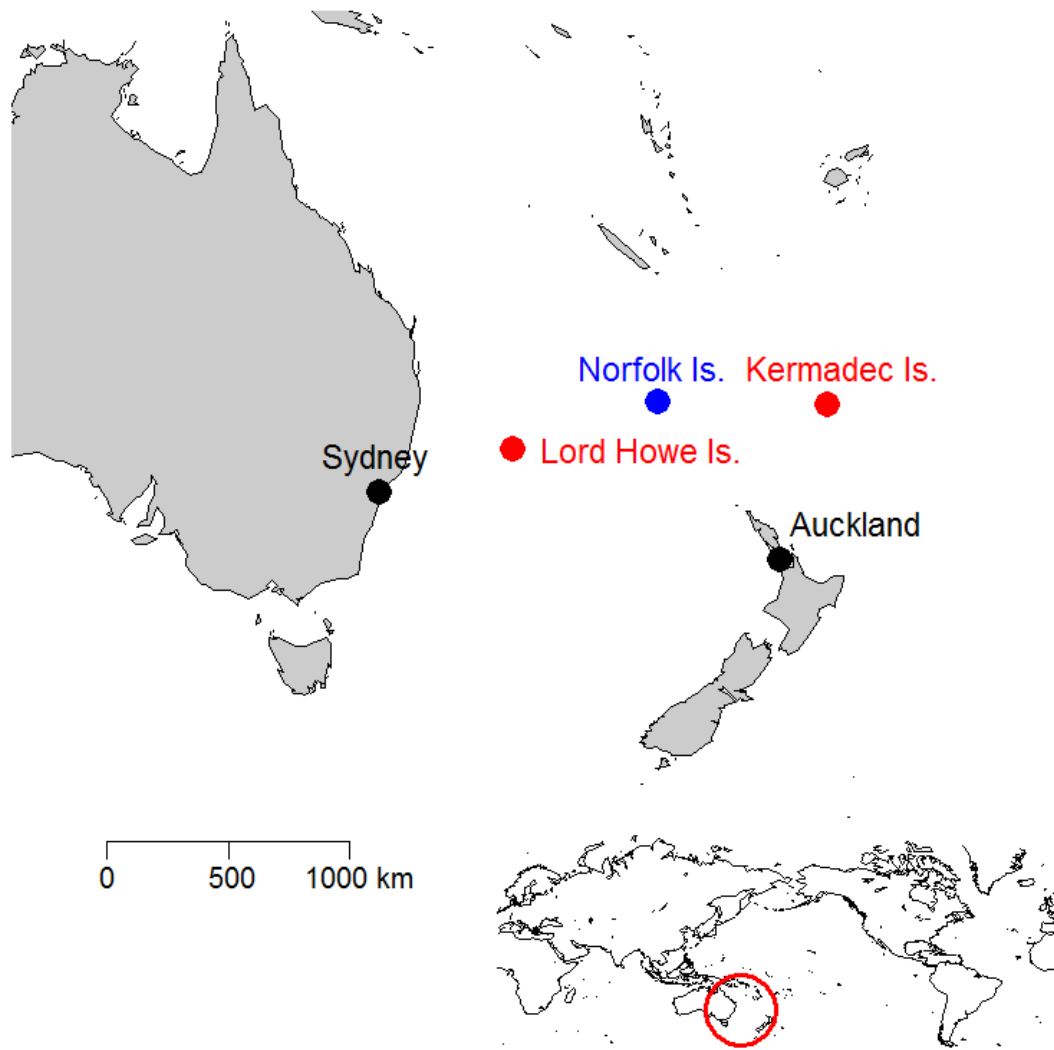 Norfolk Is.
Kermadec Is.
Lord Howe Is.
Sydney
Auckland
0 500 1000 km